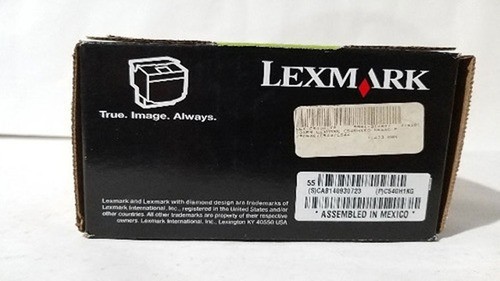 LEXMARK
True. Image. Always.
55
(S)CAB140930723 (P)C540H1KG
* ASSEMBLED IN MEXICO *
Lexmark and Lexmark with diamond design are trademarks of
Lexmark International, Inc., registered in the United States and/or
other countries. All other trademarks are property of their respective
owners. Lexmark International, Inc., Lexington KY 40550 USA